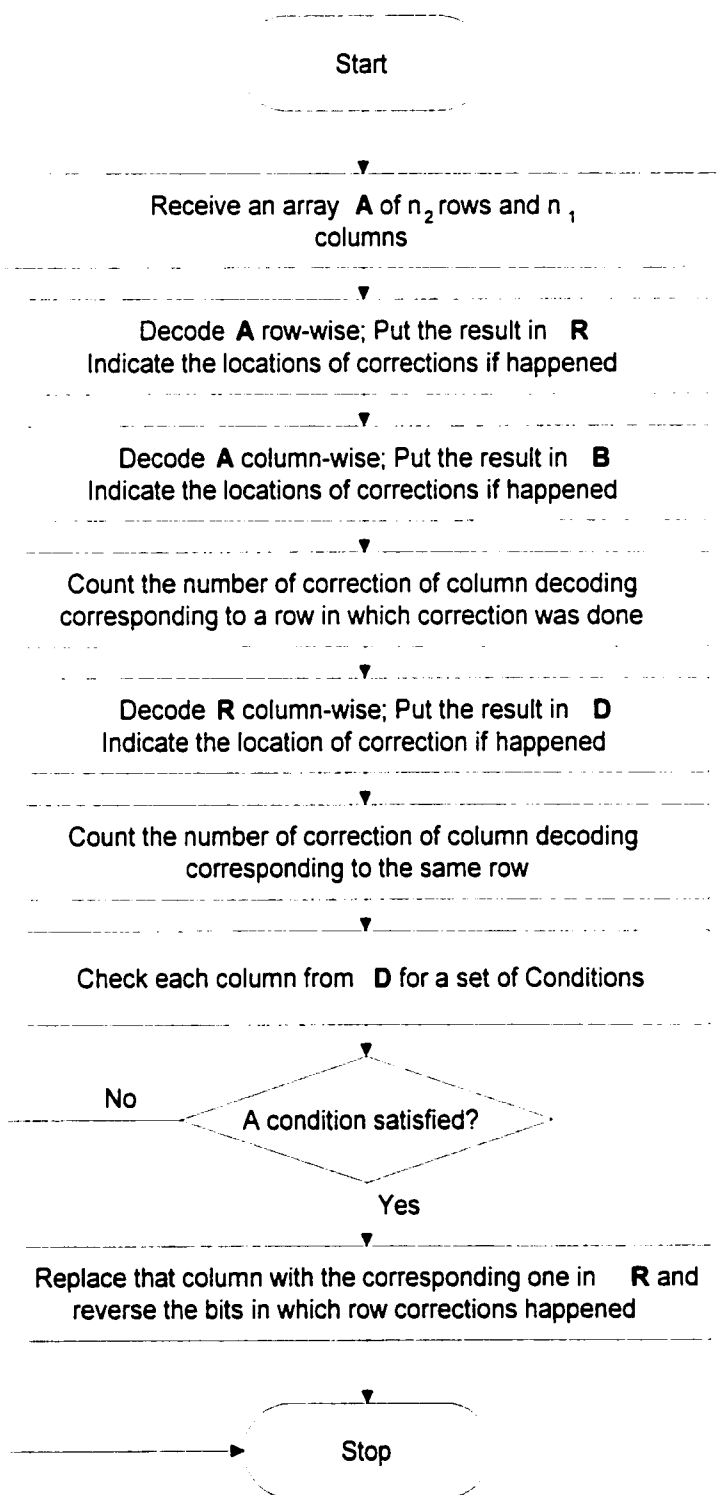 Start
Receive an array A of n₂ rows and n₁
columns
Decode A row-wise; Put the result in R
Indicate the locations of corrections if happened
Decode A column-wise; Put the result in B
Indicate the locations of corrections if happened
Count the number of correction of column decoding
corresponding to a row in which correction was done
Decode R column-wise; Put the result in D
Indicate the location of correction if happened
Count the number of correction of column decoding
corresponding to the same row
Check each column from D for a set of Conditions
No
A condition satisfied?
Yes
Replace that column with the corresponding one in R and
reverse the bits in which row corrections happened
Stop